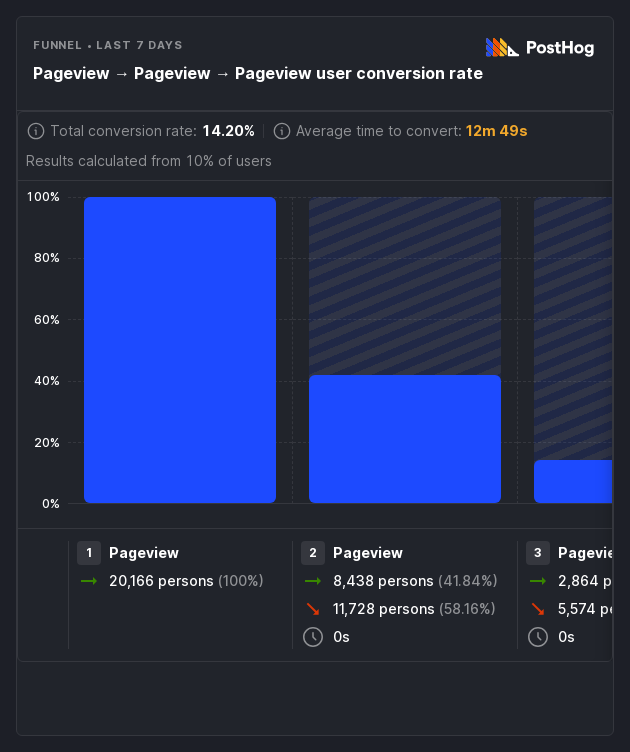 FUNNEL • LAST 7 DAYS
PostHog
Pageview → Pageview → Pageview user conversion rate
Total conversion rate: 14.20% Average time to convert: 12m 49s
Results calculated from 10% of users
100%
80%
60%
40%
20%
0%
1 Pageview
20,166 persons (100%)
2 Pageview
8,438 persons (41.84%)
11,728 persons (58.16%)
0s
3 Pagevie
2,864 p
5,574 pe
0s